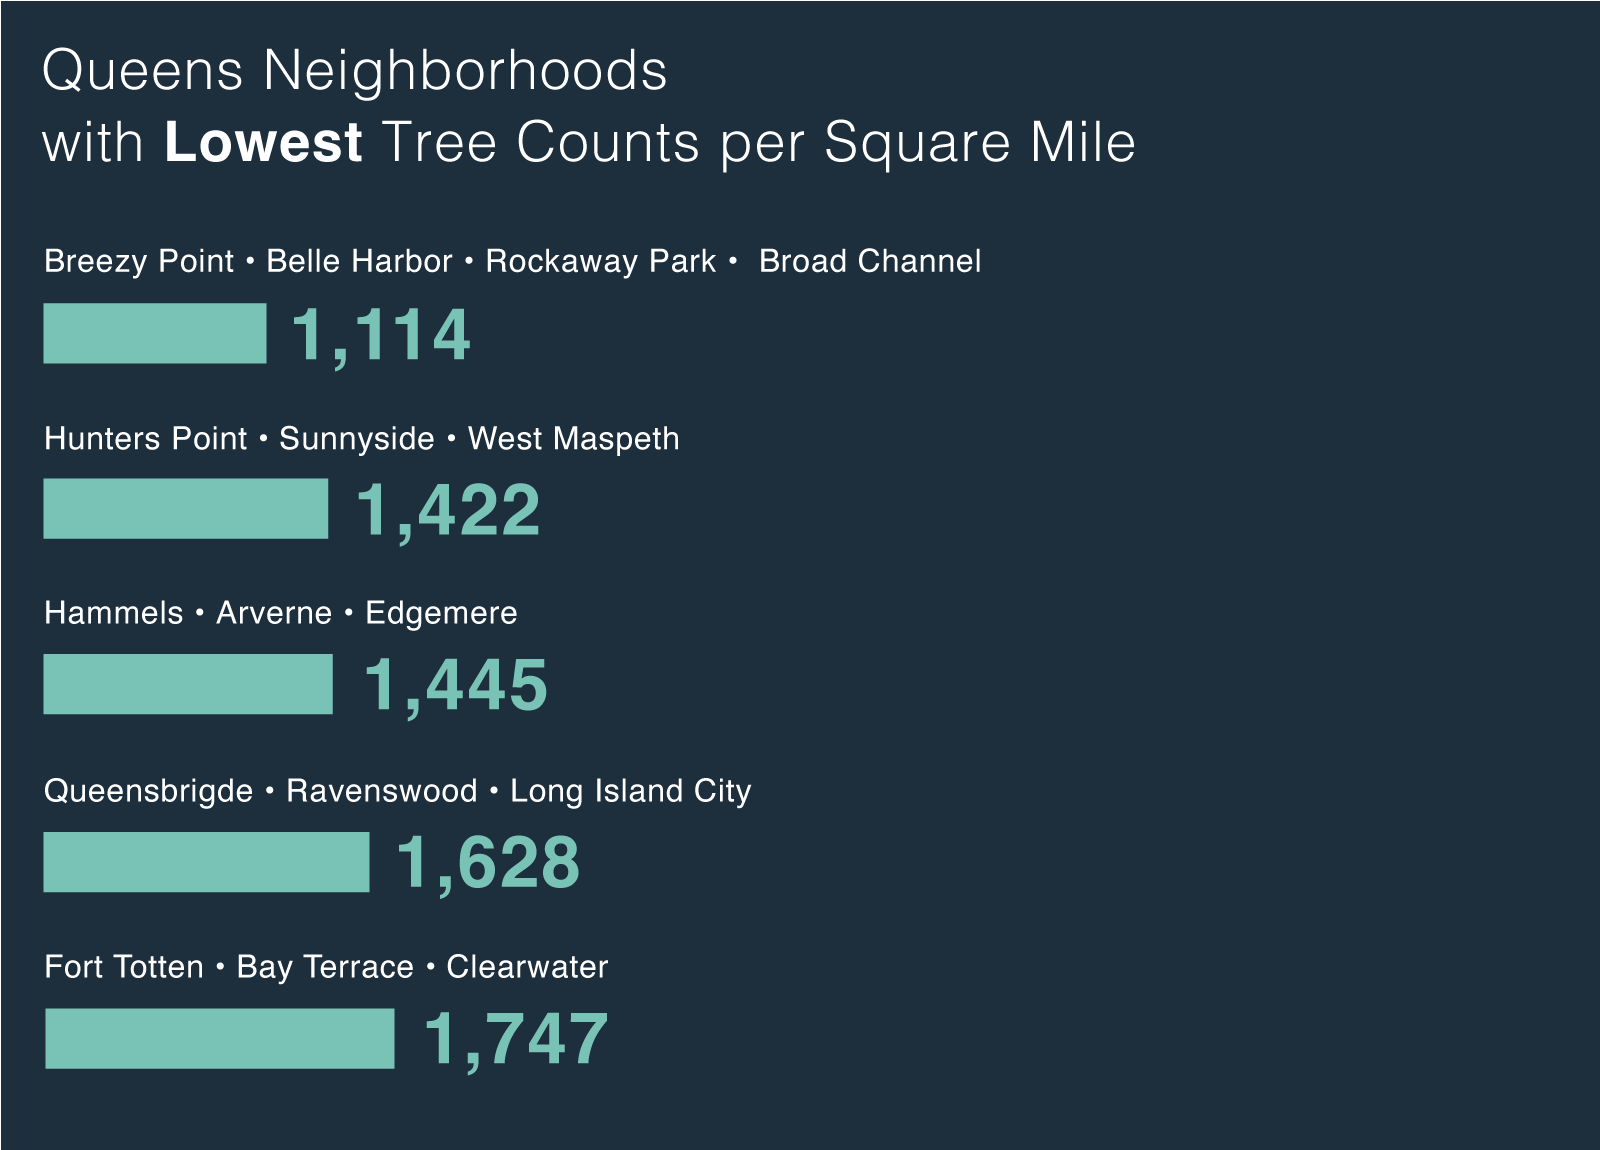 Queens Neighborhoods
with Lowest Tree Counts per Square Mile
Breezy Point • Belle Harbor • Rockaway Park • Broad Channel
1,114
Hunters Point • Sunnyside • West Maspeth
1,422
Hammels • Arverne • Edgemere
1,445
Queensbrigde • Ravenswood • Long Island City
1,628
Fort Totten • Bay Terrace • Clearwater
1,747